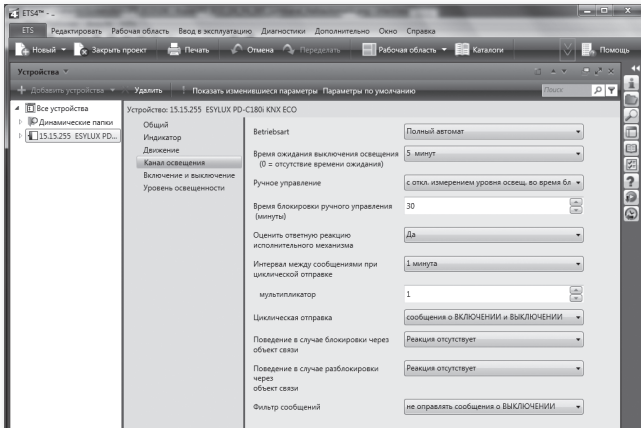 ETS4™ - ..
ETS Редактировать Рабочая область Ввод в эксплуатацию Диагностики Дополнительно Окно Справка
Новый Закрыть проект Печать Отмена Переделать Рабочая область Каталоги Помощь
Устройства
Добавить устройства Удалить Показать изменившиеся параметры Параметры по умолчанию Поиск
Все устройства
Динамические папки
15.15.255 ESYLUX PD...
Устройство: 15.15.255 ESYLUX PD-C180i KNX ECO
Общий
Индикатор
Движение
Канал освещения
Включение и выключение
Уровень освещенности
Betriebsart Полный автомат
Время ожидания выключения освещения 5 минут
(0 = отсутствие времени ожидания)
Ручное управление с откл. измерением уровня освещ. во время бл
Время блокировки ручного управления 30
(минуты)
Оценить ответную реакцию Да
исполнительного механизма
Интервал между сообщениями при 1 минута
циклической отправке
мультипликатор 1
Циклическая отправка сообщения о ВКЛЮЧЕНИИ и ВЫКЛЮЧЕНИИ
Поведение в случае блокировки через Реакция отсутствует
объект связи
Поведение в случае разблокировки Реакция отсутствует
через
объект связи
Фильтр сообщений не оправлять сообщения о ВЫКЛЮЧЕНИИ